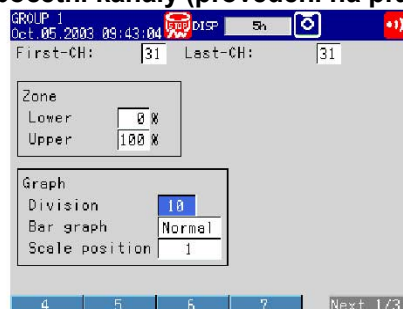 GROUP 1
Oct.05.2003 09:43:04 STOP DISP 5h
First-CH: 31 Last-CH: 31
Zone
Lower 0 %
Upper 100 %
Graph
Division 10
Bar graph Normal
Scale position 1
4 5 6 7 Next 1/3